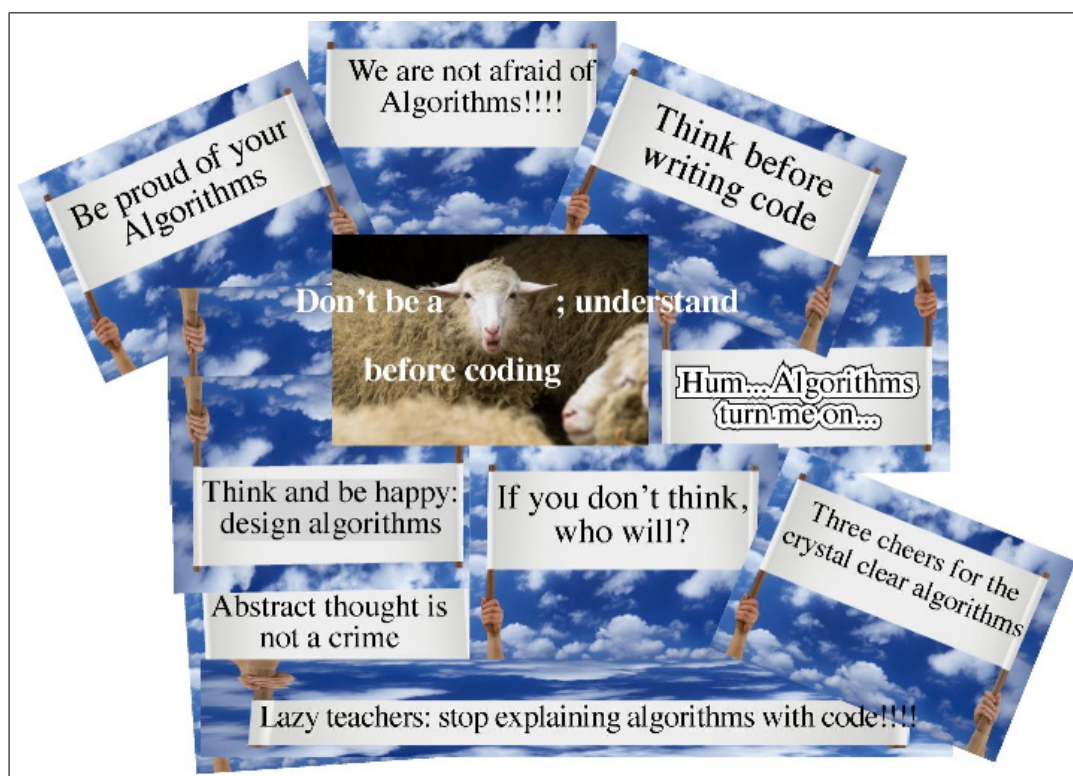 We are not afraid of
Algorithms!!!!
Be proud of your
Algorithms
Think before
writing code
Don't be a ; understand
before coding
Hum... Algorithms
turn me on...
Think and be happy:
design algorithms
If you don't think,
who will?
Three cheers for the
crystal clear algorithms
Abstract thought is
not a crime
Lazy teachers: stop explaining algorithms with code!!!!